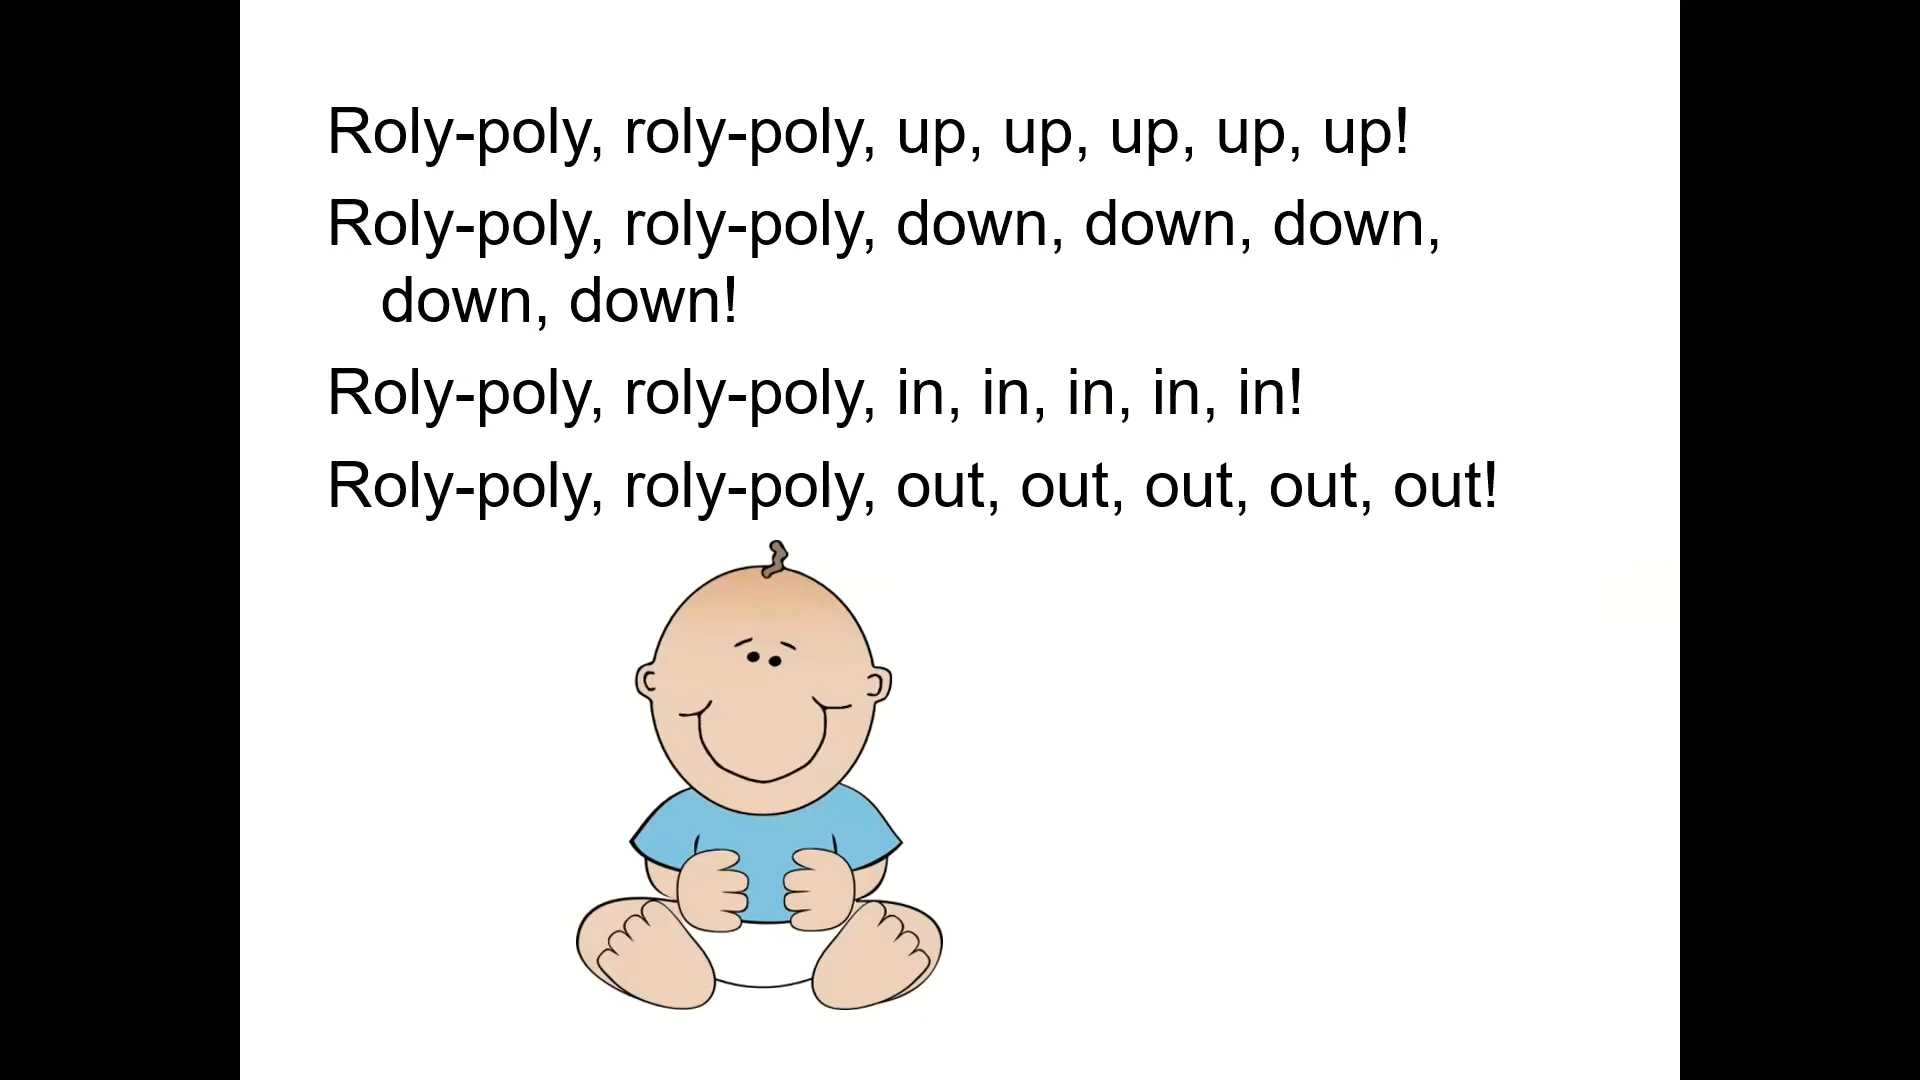 Roly-poly, roly-poly, up, up, up, up, up!
Roly-poly, roly-poly, down, down, down,
down, down!
Roly-poly, roly-poly, in, in, in, in, in!
Roly-poly, roly-poly, out, out, out, out, out!